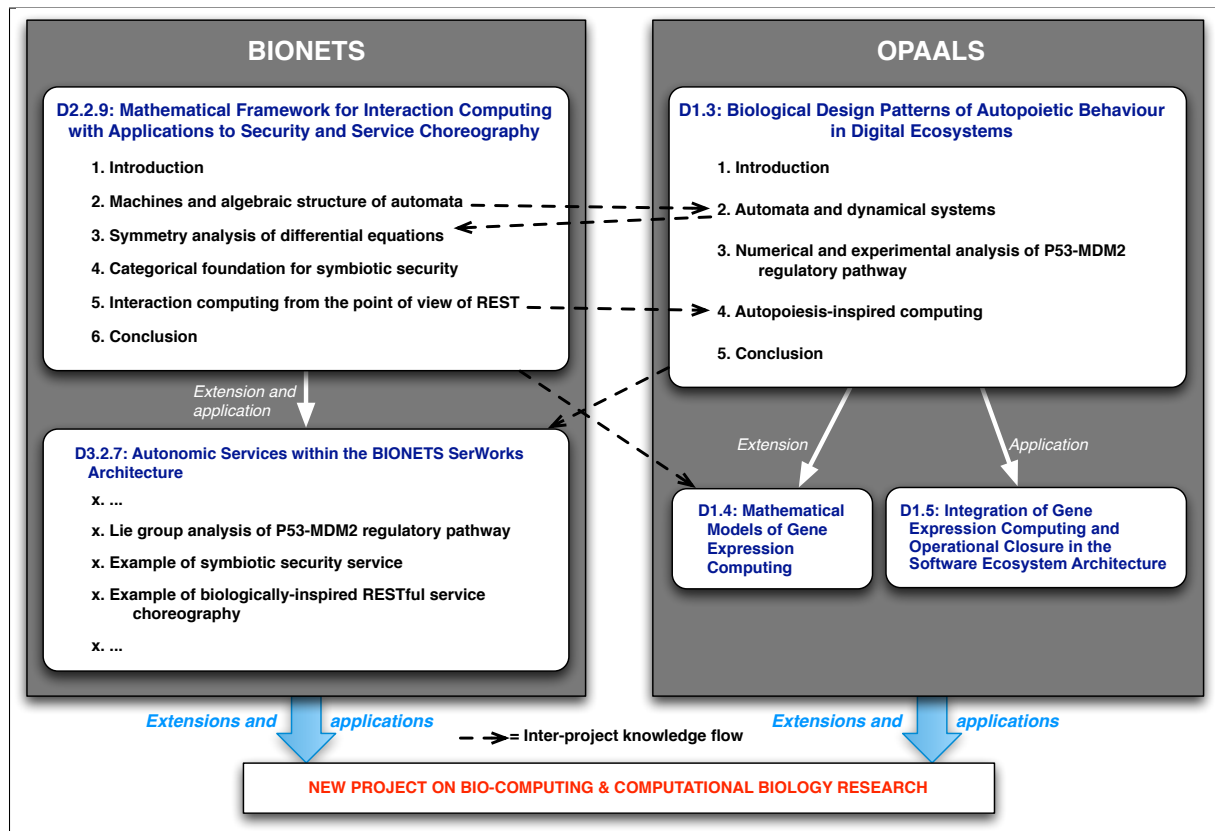 BIONETS
D2.2.9: Mathematical Framework for Interaction Computing
with Applications to Security and Service Choreography
1. Introduction
2. Machines and algebraic structure of automata
3. Symmetry analysis of differential equations
4. Categorical foundation for symbiotic security
5. Interaction computing from the point of view of REST
6. Conclusion
Extension and
application
D3.2.7: Autonomic Services within the BIONETS SerWorks
Architecture
x. ...
x. Lie group analysis of P53-MDM2 regulatory pathway
x. Example of symbiotic security service
x. Example of biologically-inspired RESTful service
choreography
x. ...
OPAALS
D1.3: Biological Design Patterns of Autopoietic Behaviour
in Digital Ecosystems
1. Introduction
2. Automata and dynamical systems
3. Numerical and experimental analysis of P53-MDM2
regulatory pathway
4. Autopoiesis-inspired computing
5. Conclusion
Extension
Application
D1.4: Mathematical
Models of Gene
Expression
Computing
D1.5: Integration of Gene
Expression Computing and
Operational Closure in the
Software Ecosystem Architecture
Extensions and applications
Extensions and applications
= Inter-project knowledge flow
NEW PROJECT ON BIO-COMPUTING & COMPUTATIONAL BIOLOGY RESEARCH